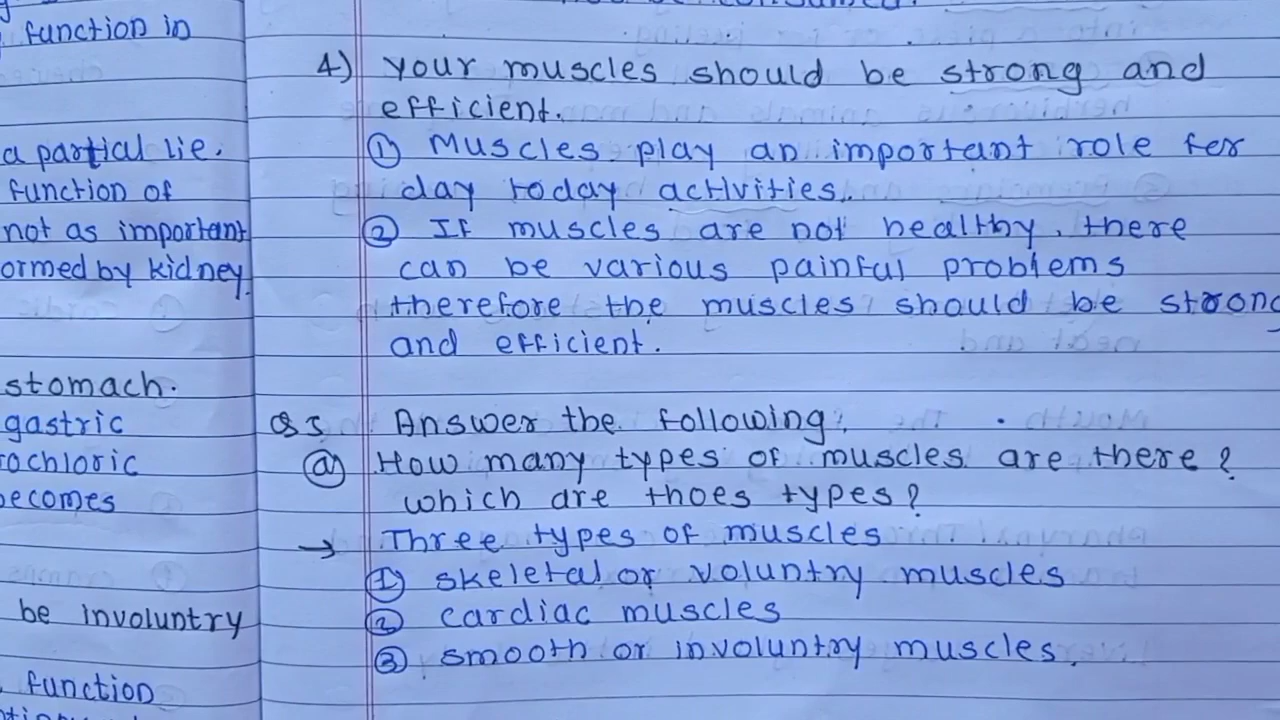 function in
a partial lie.
function of
not as important
ormed by kidney.
stomach.
gastric
ochloric
ecomes
be involuntry
function
4) your muscles should be strong and
efficient.
① Muscles play an important role for
day today activities.
② If muscles are not healthy, there
can be various painful problems
therefore the muscles should be strong
and efficient.
Q5 Answer the following.
ⓐ How many types of muscles are there?
which are thoes types?
→ Three types of muscles
① skeletal or voluntry muscles
② cardiac muscles
③ smooth or involuntry muscles.